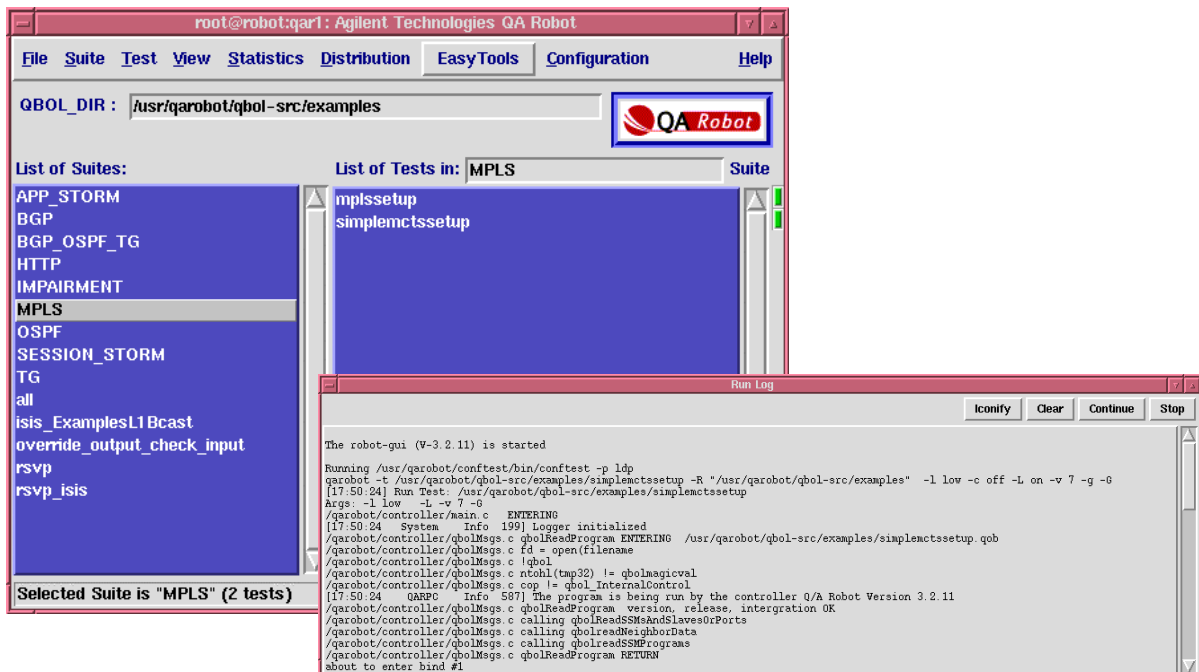 root@robot:qar1: Agilent Technologies QA Robot
File Suite Test View Statistics Distribution EasyTools Configuration Help
QBOL_DIR : /usr/qarobot/qbol-src/examples
QA Robot
List of Suites:
APP_STORM
BGP
BGP_OSPF_TG
HTTP
IMPAIRMENT
MPLS
OSPF
SESSION_STORM
TG
all
isis_ExamplesL1Bcast
override_output_check_input
rsvp
rsvp_isis
List of Tests in: MPLS Suite
mplssetup
simplemctssetup
Selected Suite is "MPLS" (2 tests)
Run Log
Iconify Clear Continue Stop
The robot-gui (V-3.2.11) is started
Running /usr/qarobot/conftest/bin/conftest -p ldp
qarobot -t /usr/qarobot/qbol-src/examples/simplemctssetup -R "/usr/qarobot/qbol-src/examples" -l low -c off -L on -v 7 -g -G
[17:50:24] Run Test: /usr/qarobot/qbol-src/examples/simplemctssetup
Args: -l low -L -v 7 -G
/qarobot/controller/main.c ENTERING
[17:50:24 System Info 199] Logger initialized
/qarobot/controller/qbolMsgs.c qbolReadProgram ENTERING /usr/qarobot/qbol-src/examples/simplemctssetup.qob
/qarobot/controller/qbolMsgs.c fd = open(filename
/qarobot/controller/qbolMsgs.c !qbol
/qarobot/controller/qbolMsgs.c ntohl(tmp32) != qbolmagicval
/qarobot/controller/qbolMsgs.c cop != qbol_InternalControl
[17:50:24 QARPC Info 587] The program is being run by the controller Q/A Robot Version 3.2.11
/qarobot/controller/qbolMsgs.c qbolReadProgram version, release, intergration OK
/qarobot/controller/qbolMsgs.c calling qbolReadSSMsAndSlavesOrPorts
/qarobot/controller/qbolMsgs.c calling qbolreadNeighborData
/qarobot/controller/qbolMsgs.c calling qbolreadSSMPrograms
/qarobot/controller/qbolMsgs.c qbolReadProgram RETURN
about to enter bind #1